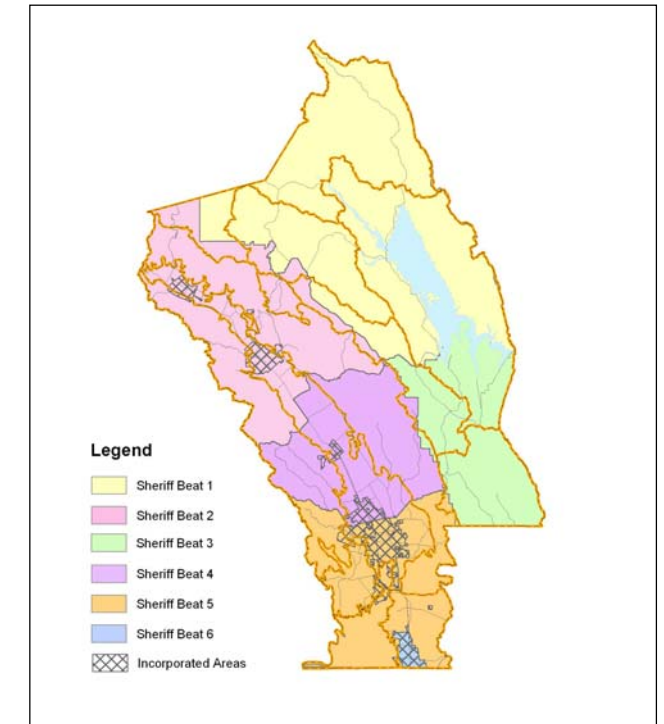 Legend
Sheriff Beat 1
Sheriff Beat 2
Sheriff Beat 3
Sheriff Beat 4
Sheriff Beat 5
Sheriff Beat 6
Incorporated Areas